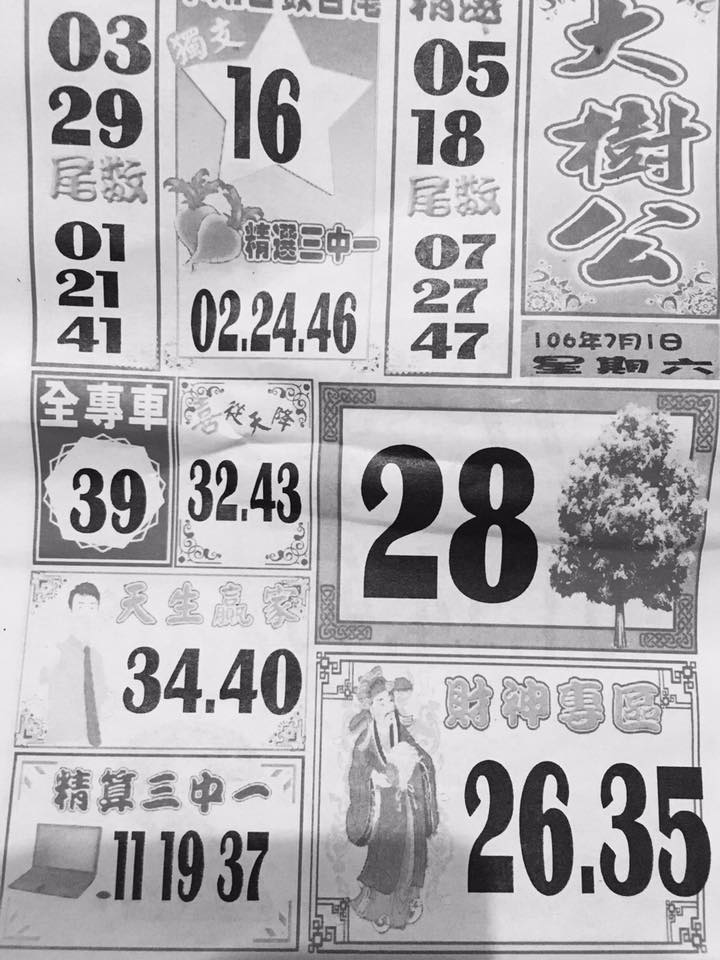 03
29
尾数
01
21
41
獨支
16
精選三中一
02.24.46
精選
05
18
尾数
07
27
47
大樹公
106年7月1日
星期六
全專車
39
喜從天降
32.43
28
天生贏家
34.40
財神專區
26.35
精算三中一
11 19 37